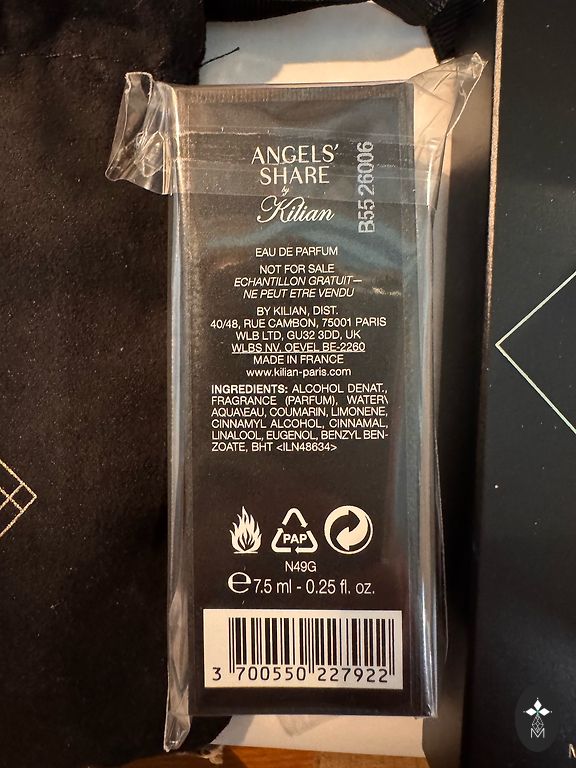 ANGELS'
SHARE
by
Kilian
B55 26006
EAU DE PARFUM
NOT FOR SALE
ECHANTILLON GRATUIT—
NE PEUT ETRE VENDU
BY KILIAN, DIST.
40/48, RUE CAMBON, 75001 PARIS
WLB LTD, GU32 3DD, UK
WLBS NV. OEVEL BE-2260
MADE IN FRANCE
www.kilian-paris.com
INGREDIENTS: ALCOHOL DENAT.,
FRAGRANCE (PARFUM), WATER\
AQUA\EAU, COUMARIN, LIMONENE,
CINNAMYL ALCOHOL, CINNAMAL,
LINALOOL, EUGENOL, BENZYL BEN-
ZOATE, BHT <ILN48634>
PAP
N49G
℮ 7.5 ml - 0.25 fl. oz.
3 700550 227922
M